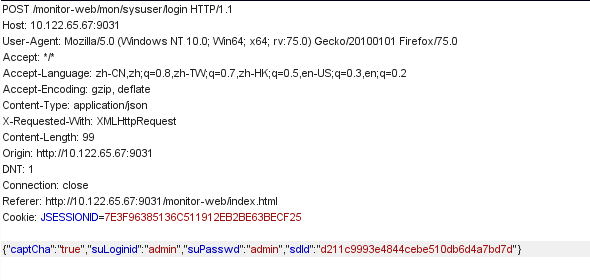 POST /monitor-web/mon/sysuser/login HTTP/1.1
Host: 10.122.65.67:9031
User-Agent: Mozilla/5.0 (Windows NT 10.0; Win64; x64; rv:75.0) Gecko/20100101 Firefox/75.0
Accept: */*
Accept-Language: zh-CN,zh;q=0.8,zh-TW;q=0.7,zh-HK;q=0.5,en-US;q=0.3,en;q=0.2
Accept-Encoding: gzip, deflate
Content-Type: application/json
X-Requested-With: XMLHttpRequest
Content-Length: 99
Origin: http://10.122.65.67:9031
DNT: 1
Connection: close
Referer: http://10.122.65.67:9031/monitor-web/index.html
Cookie: JSESSIONID=7E3F96385136C511912EB2BE63BECF25
{"captCha":"true","suLoginid":"admin","suPasswd":"admin","sdId":"d211c9993e4844cebe510db6d4a7bd7d"}